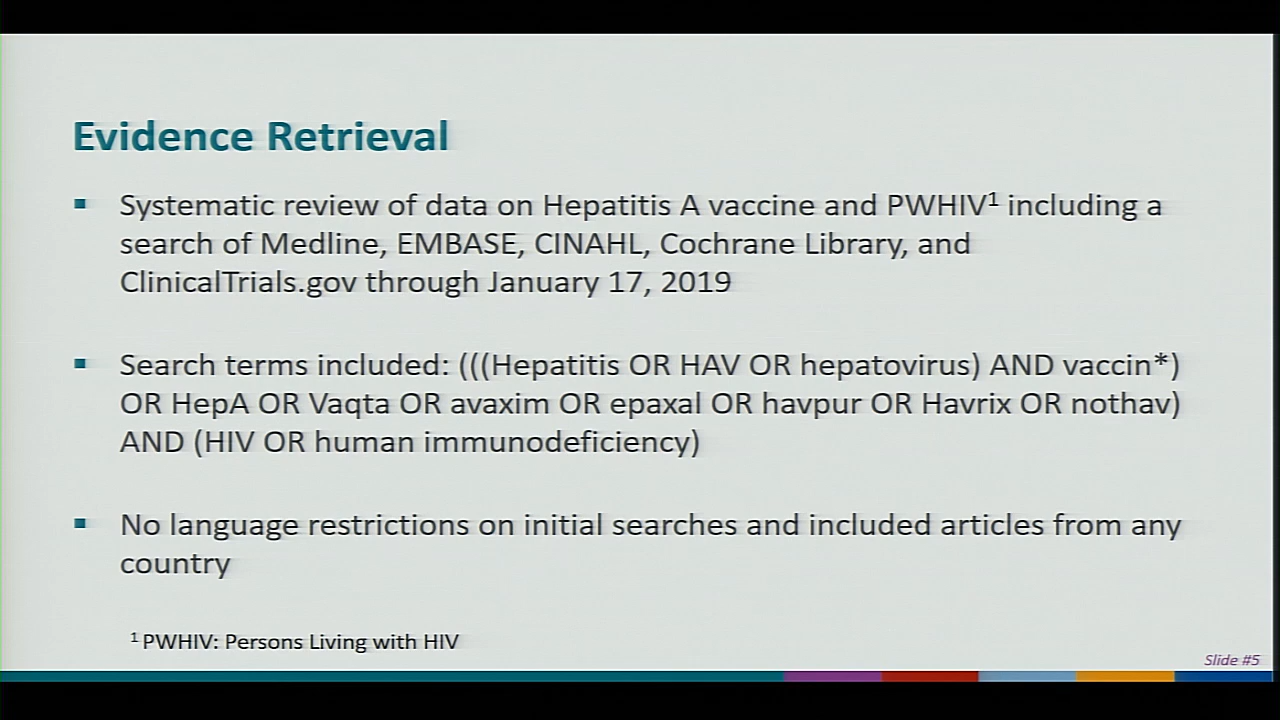 Evidence Retrieval
▪ Systematic review of data on Hepatitis A vaccine and PWHIV¹ including a
search of Medline, EMBASE, CINAHL, Cochrane Library, and
ClinicalTrials.gov through January 17, 2019
▪ Search terms included: (((Hepatitis OR HAV OR hepatovirus) AND vaccin*)
OR HepA OR Vaqta OR avaxim OR epaxal OR havpur OR Havrix OR nothav)
AND (HIV OR human immunodeficiency)
▪ No language restrictions on initial searches and included articles from any
country
¹ PWHIV: Persons Living with HIV
Slide #5